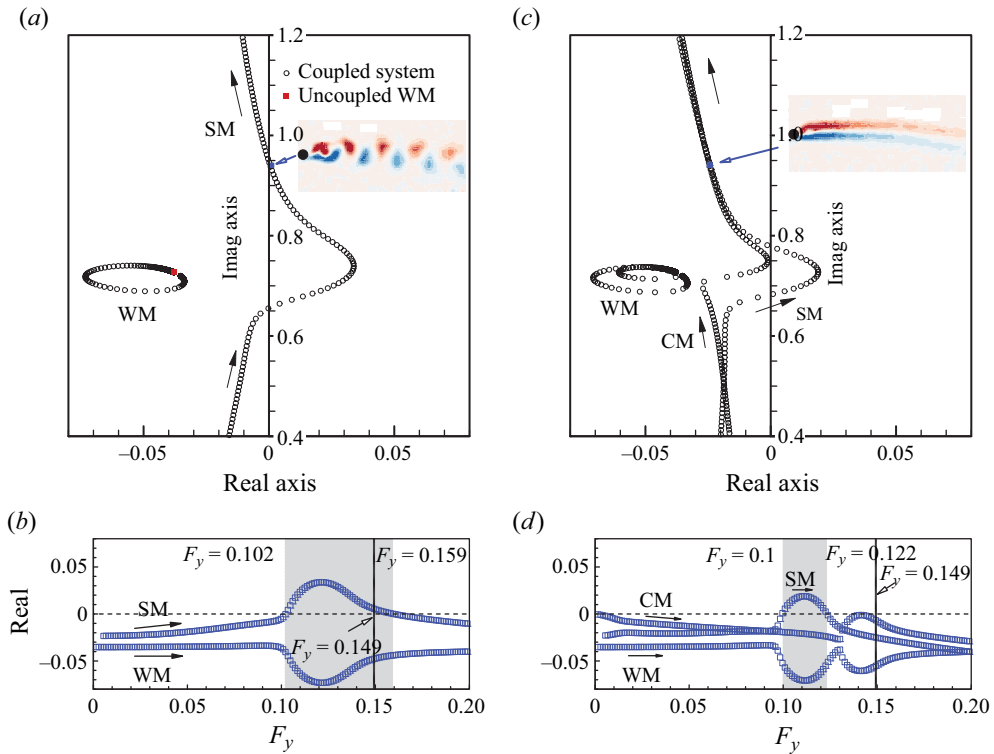 (a)
1.2
Coupled system
Uncoupled WM
SM
1.0
Imag axis
0.8
WM
0.6
0.4
−0.05
0
0.05
Real axis
(c)
1.2
0
1.0
0.8
Imag axis
WM
SM
CM
0.6
0.4
−0.05
0
0.05
Real axis
(b)
Real
0.05
0
−0.05
F_y = 0.102
F_y = 0.159
SM
F_y = 0.149
WM
0
0.05
0.10
0.15
0.20
F_y
(d)
0.05
0
−0.05
F_y = 0.1
SM
F_y = 0.122
F_y = 0.149
CM
WM
0
0.05
0.10
0.15
0.20
F_y